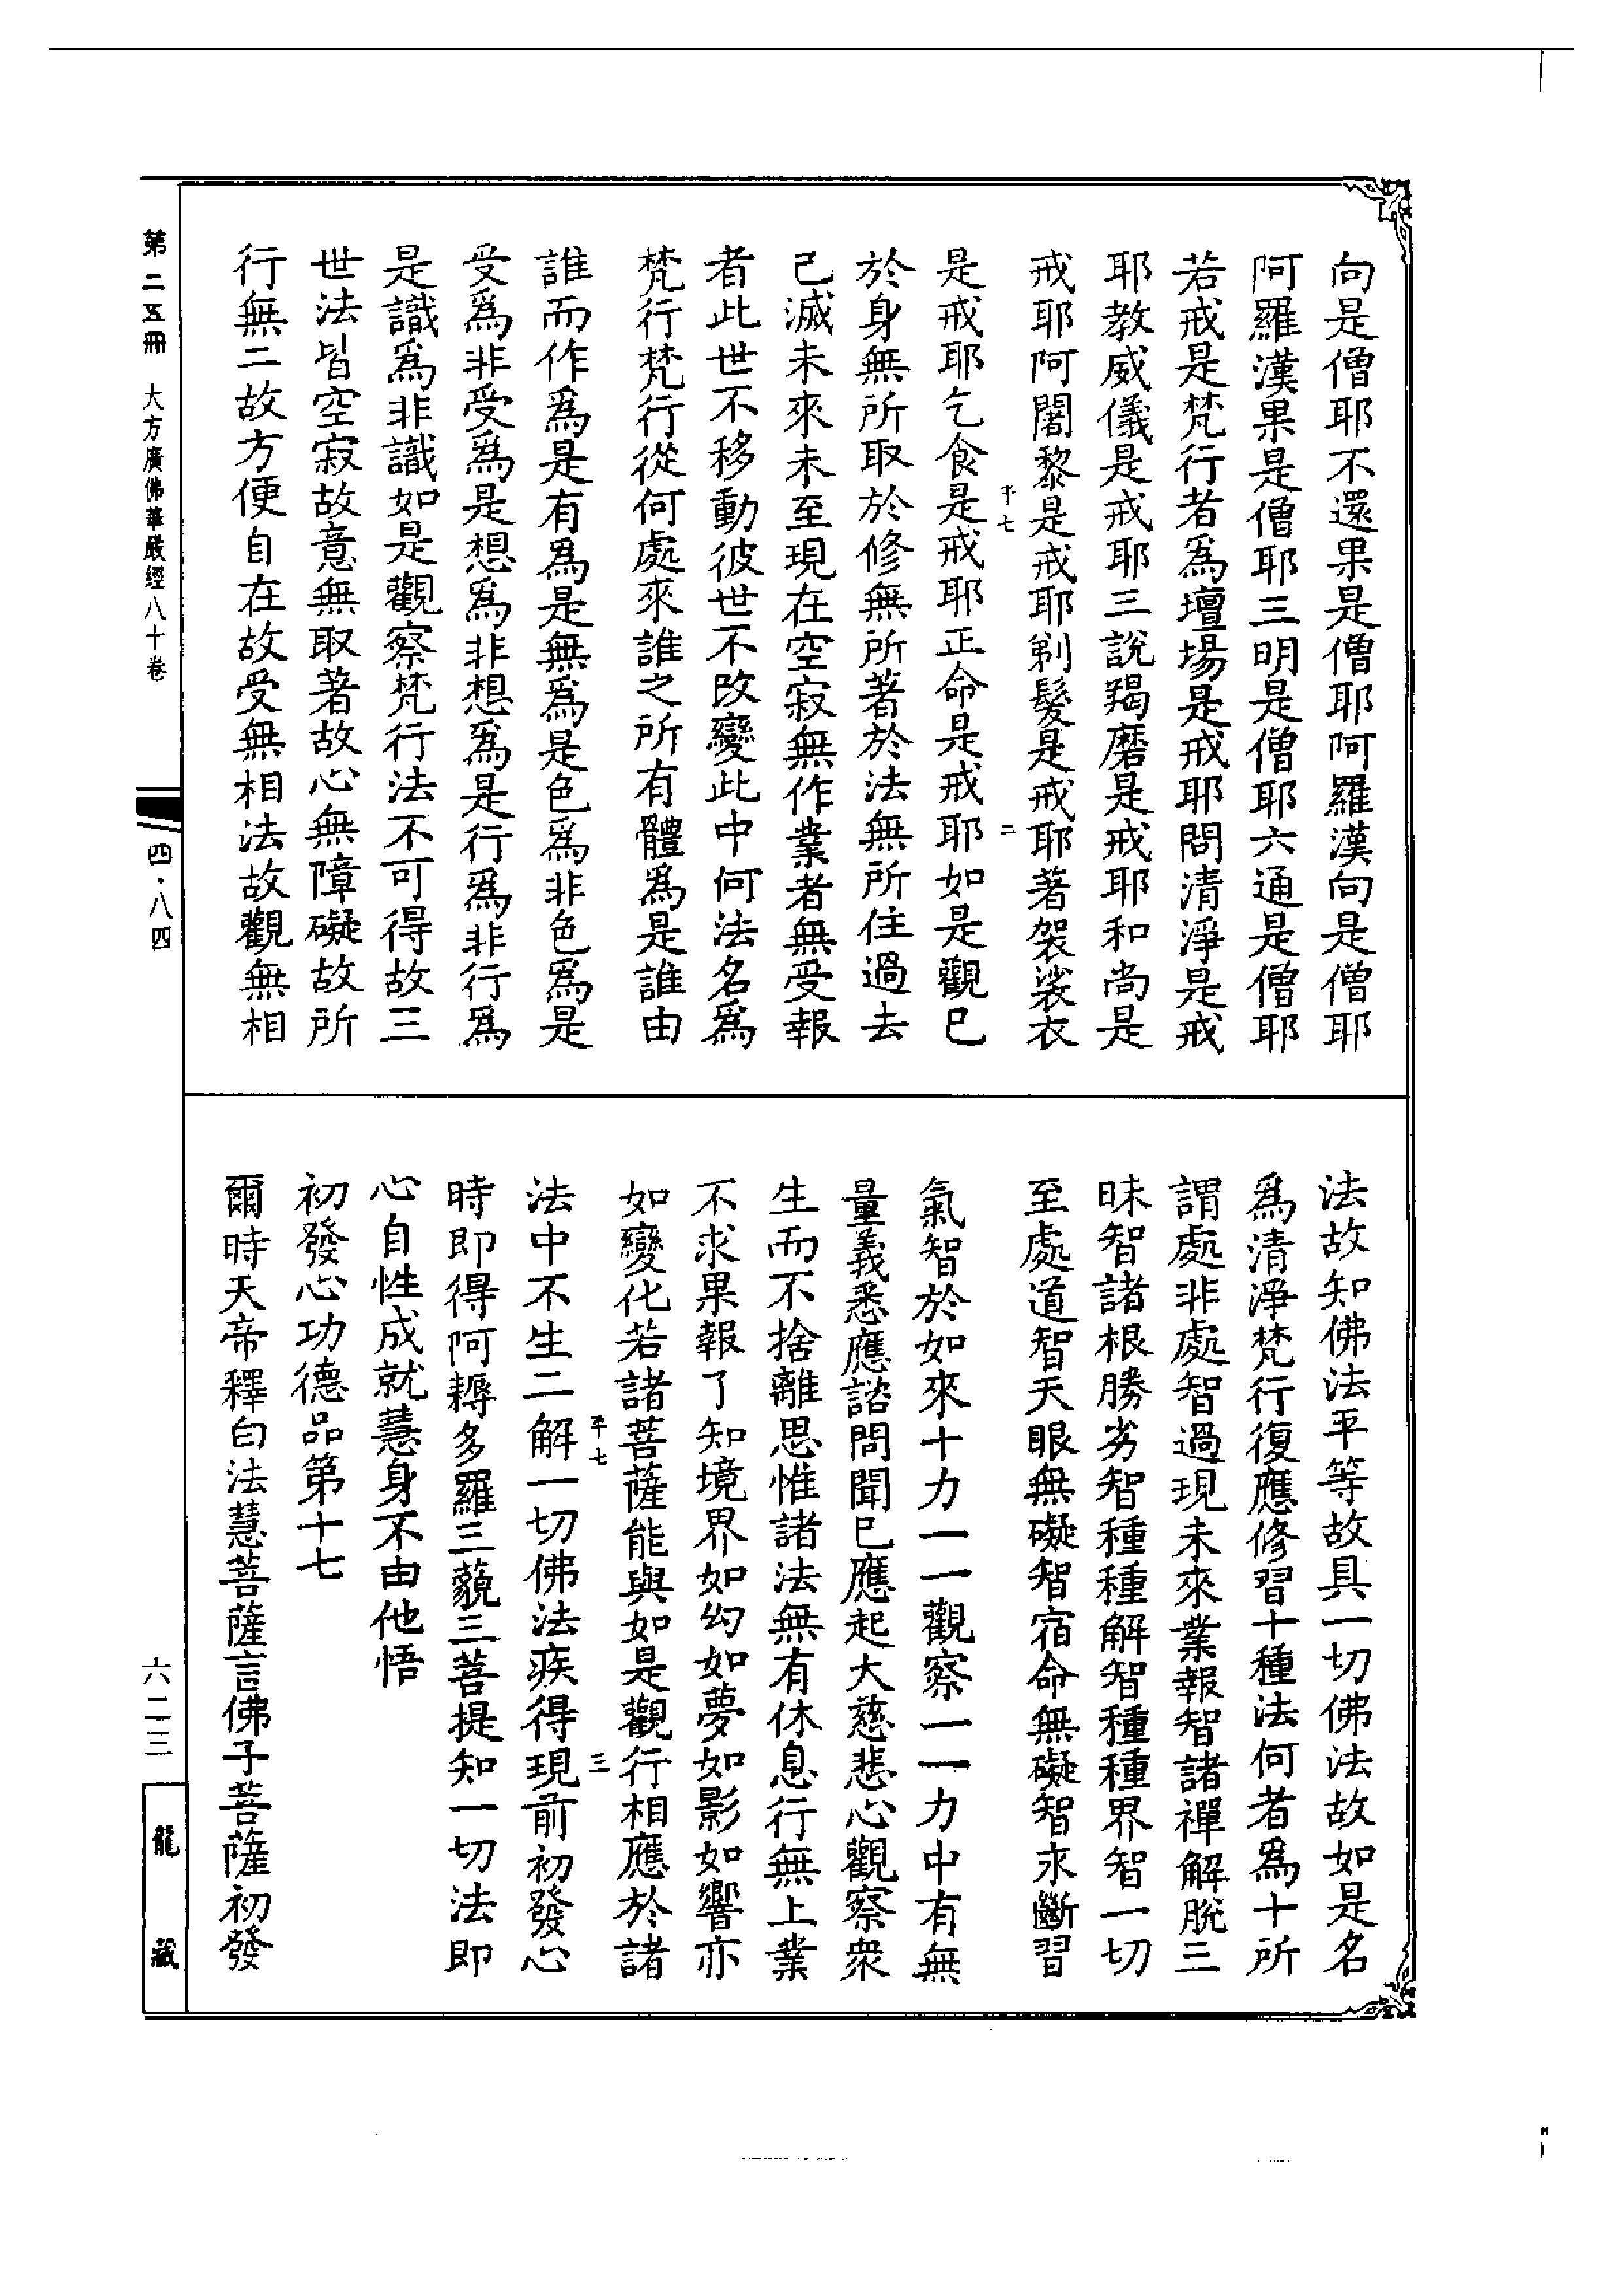 向是僧耶不還果是僧耶阿羅漢向是僧耶
阿羅漢果是僧耶三明是僧耶六通是僧耶
若戒是梵行者爲壇場是戒耶問清淨是戒
耶教威儀是戒耶三說羯磨是戒耶和尚是
戒耶阿闍黎是戒耶剃髮是戒耶著袈裟衣
平七
二
是戒耶乞食是戒耶正命是戒耶如是觀已
於身無所取於修無所著於法無所住過去
已滅未來未至現在空寂無作業者無受報
者此世不移動彼世不改變此中何法名爲
梵行梵行從何處來誰之所有體爲是誰由
誰而作爲是有爲是無爲是色爲非色爲是
受爲非受爲是想爲非想爲是行爲非行爲
是識爲非識如是觀察梵行法不可得故三
世法皆空寂故意無取著故心無障礙故所
行無二故方便自在故受無相法故觀無相
法故知佛法平等故具一切佛法故如是名
爲清淨梵行復應修習十種法何者爲十所
謂處非處智過現未來業報智諸禪解脫三
昧智諸根勝劣智種種解智種種界智一切
至處道智天眼無礙智宿命無礙智永斷習
氣智於如來十力一一觀察一一力中有無
量義悉應諮問聞已應起大慈悲心觀察衆
生而不捨離思惟諸法無有休息行無上業
不求果報了知境界如幻如夢如影如響亦
如變化若諸菩薩能與如是觀行相應於諸
平七
三
法中不生二解一切佛法疾得現前初發心
時即得阿耨多羅三藐三菩提知一切法即
心自性成就慧身不由他悟
初發心功德品第十七
爾時天帝釋白法慧菩薩言佛子菩薩初發
第二五冊 大方廣佛華嚴經八十卷
四·八四
六二三
龍藏